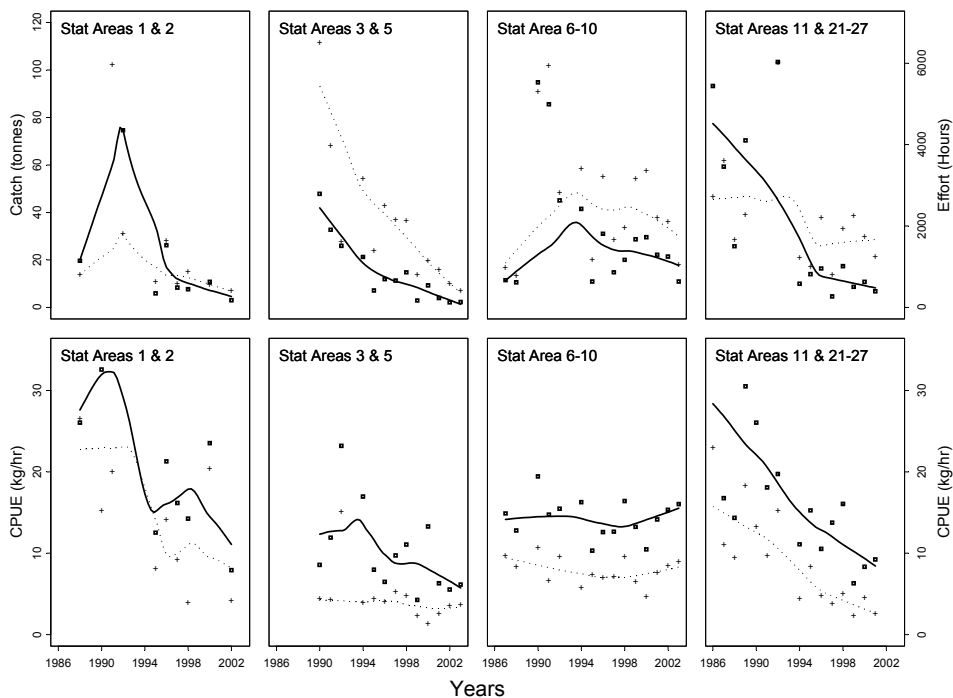 Stat Areas 1 & 2
Stat Areas 3 & 5
Stat Area 6-10
Stat Areas 11 & 21-27
Catch (tonnes)
0 20 40 60 80 100 120
Effort (Hours)
0 2000 4000 6000
Stat Areas 1 & 2
Stat Areas 3 & 5
Stat Area 6-10
Stat Areas 11 & 21-27
CPUE (kg/hr)
0 10 20 30
CPUE (kg/hr)
0 10 20 30
1986 1990 1994 1998 2002
1986 1990 1994 1998 2002
1986 1990 1994 1998 2002
1986 1990 1994 1998 2002
Years